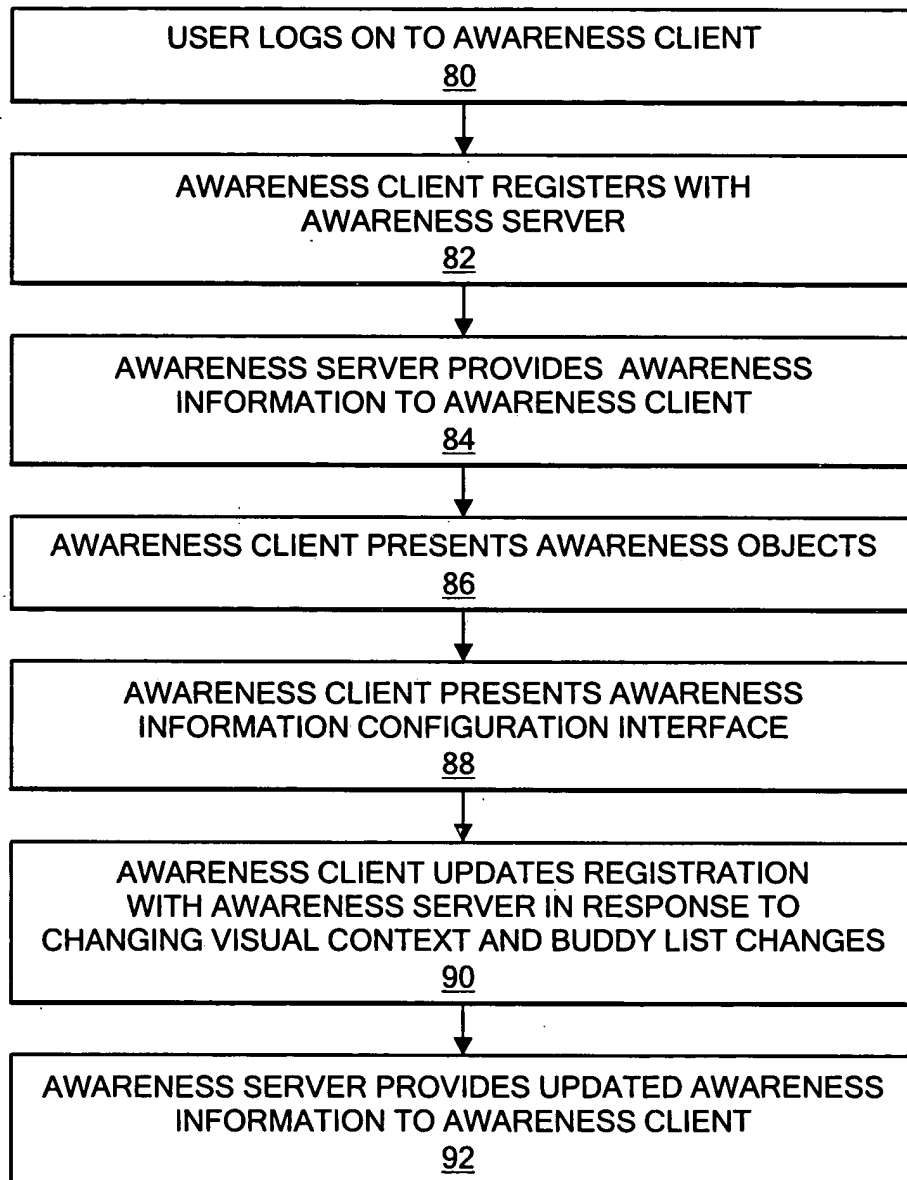 USER LOGS ON TO AWARENESS CLIENT
80
AWARENESS CLIENT REGISTERS WITH
AWARENESS SERVER
82
AWARENESS SERVER PROVIDES AWARENESS
INFORMATION TO AWARENESS CLIENT
84
AWARENESS CLIENT PRESENTS AWARENESS OBJECTS
86
AWARENESS CLIENT PRESENTS AWARENESS
INFORMATION CONFIGURATION INTERFACE
88
AWARENESS CLIENT UPDATES REGISTRATION
WITH AWARENESS SERVER IN RESPONSE TO
CHANGING VISUAL CONTEXT AND BUDDY LIST CHANGES
90
AWARENESS SERVER PROVIDES UPDATED AWARENESS
INFORMATION TO AWARENESS CLIENT
92